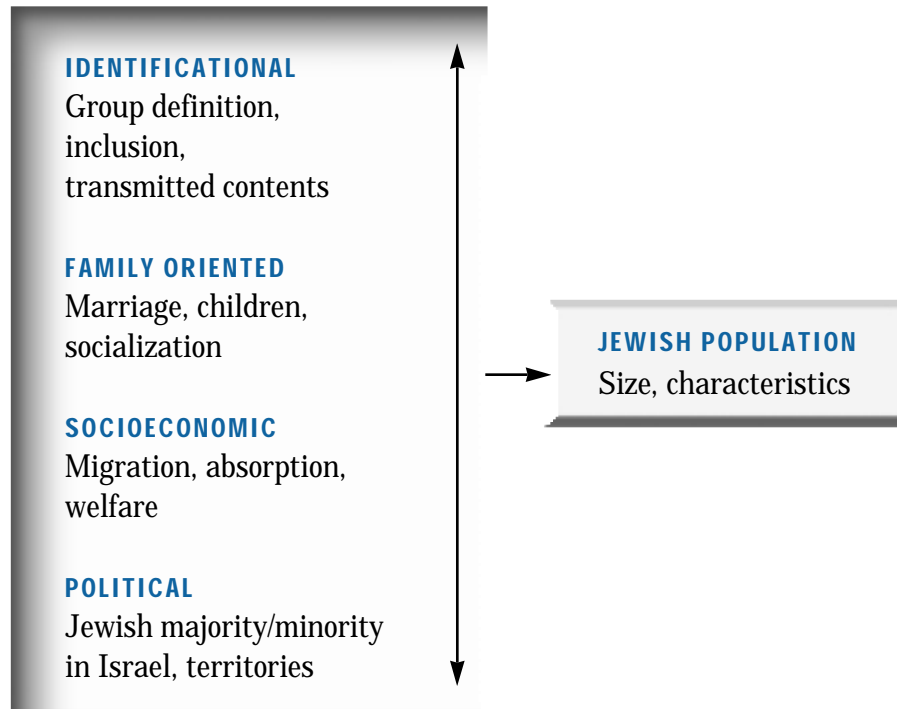 IDENTIFICATIONAL
Group definition,
inclusion,
transmitted contents
FAMILY ORIENTED
Marriage, children,
socialization
SOCIOECONOMIC
Migration, absorption,
welfare
POLITICAL
Jewish majority/minority
in Israel, territories
JEWISH POPULATION
Size, characteristics